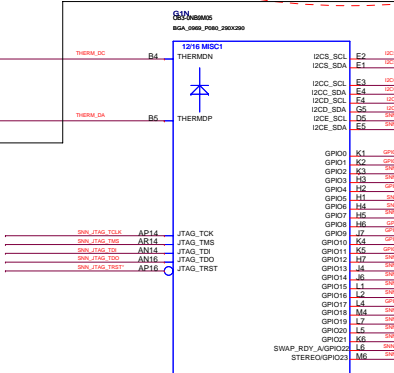 G1N
BGA_0969_P080_290X290
12/16 MISC1
THERM_DC B4 THERMDN
THERM_DA B5 THERMDP
I2CS_SCL E2
I2CS_SDA E1
I2CC_SCL E3
I2CC_SDA E4
I2CD_SCL F4
I2CD_SDA G5
I2CE_SCL D5
I2CE_SDA E5
GPIO0 K1
GPIO1 K2
GPIO2 K3
GPIO3 H3
GPIO4 H2
GPIO5 H1
GPIO6 H4
GPIO7 H5
GPIO8 H6
GPIO9 J7
GPIO10 K4
GPIO11 K5
GPIO12 H7
GPIO13 J4
GPIO14 J6
GPIO15 L1
GPIO16 L2
GPIO17 L4
GPIO18 M4
GPIO19 L7
GPIO20 L5
GPIO21 K6
SWAP_RDY_A/GPIO22 L6
STEREO/GPIO23 M6
SNN_JTAG_TCLK AP14 JTAG_TCK
SNN_JTAG_TMS AR14 JTAG_TMS
SNN_JTAG_TDI AN14 JTAG_TDI
SNN_JTAG_TDO AN16 JTAG_TDO
SNN_JTAG_TRST* AP16 JTAG_TRST